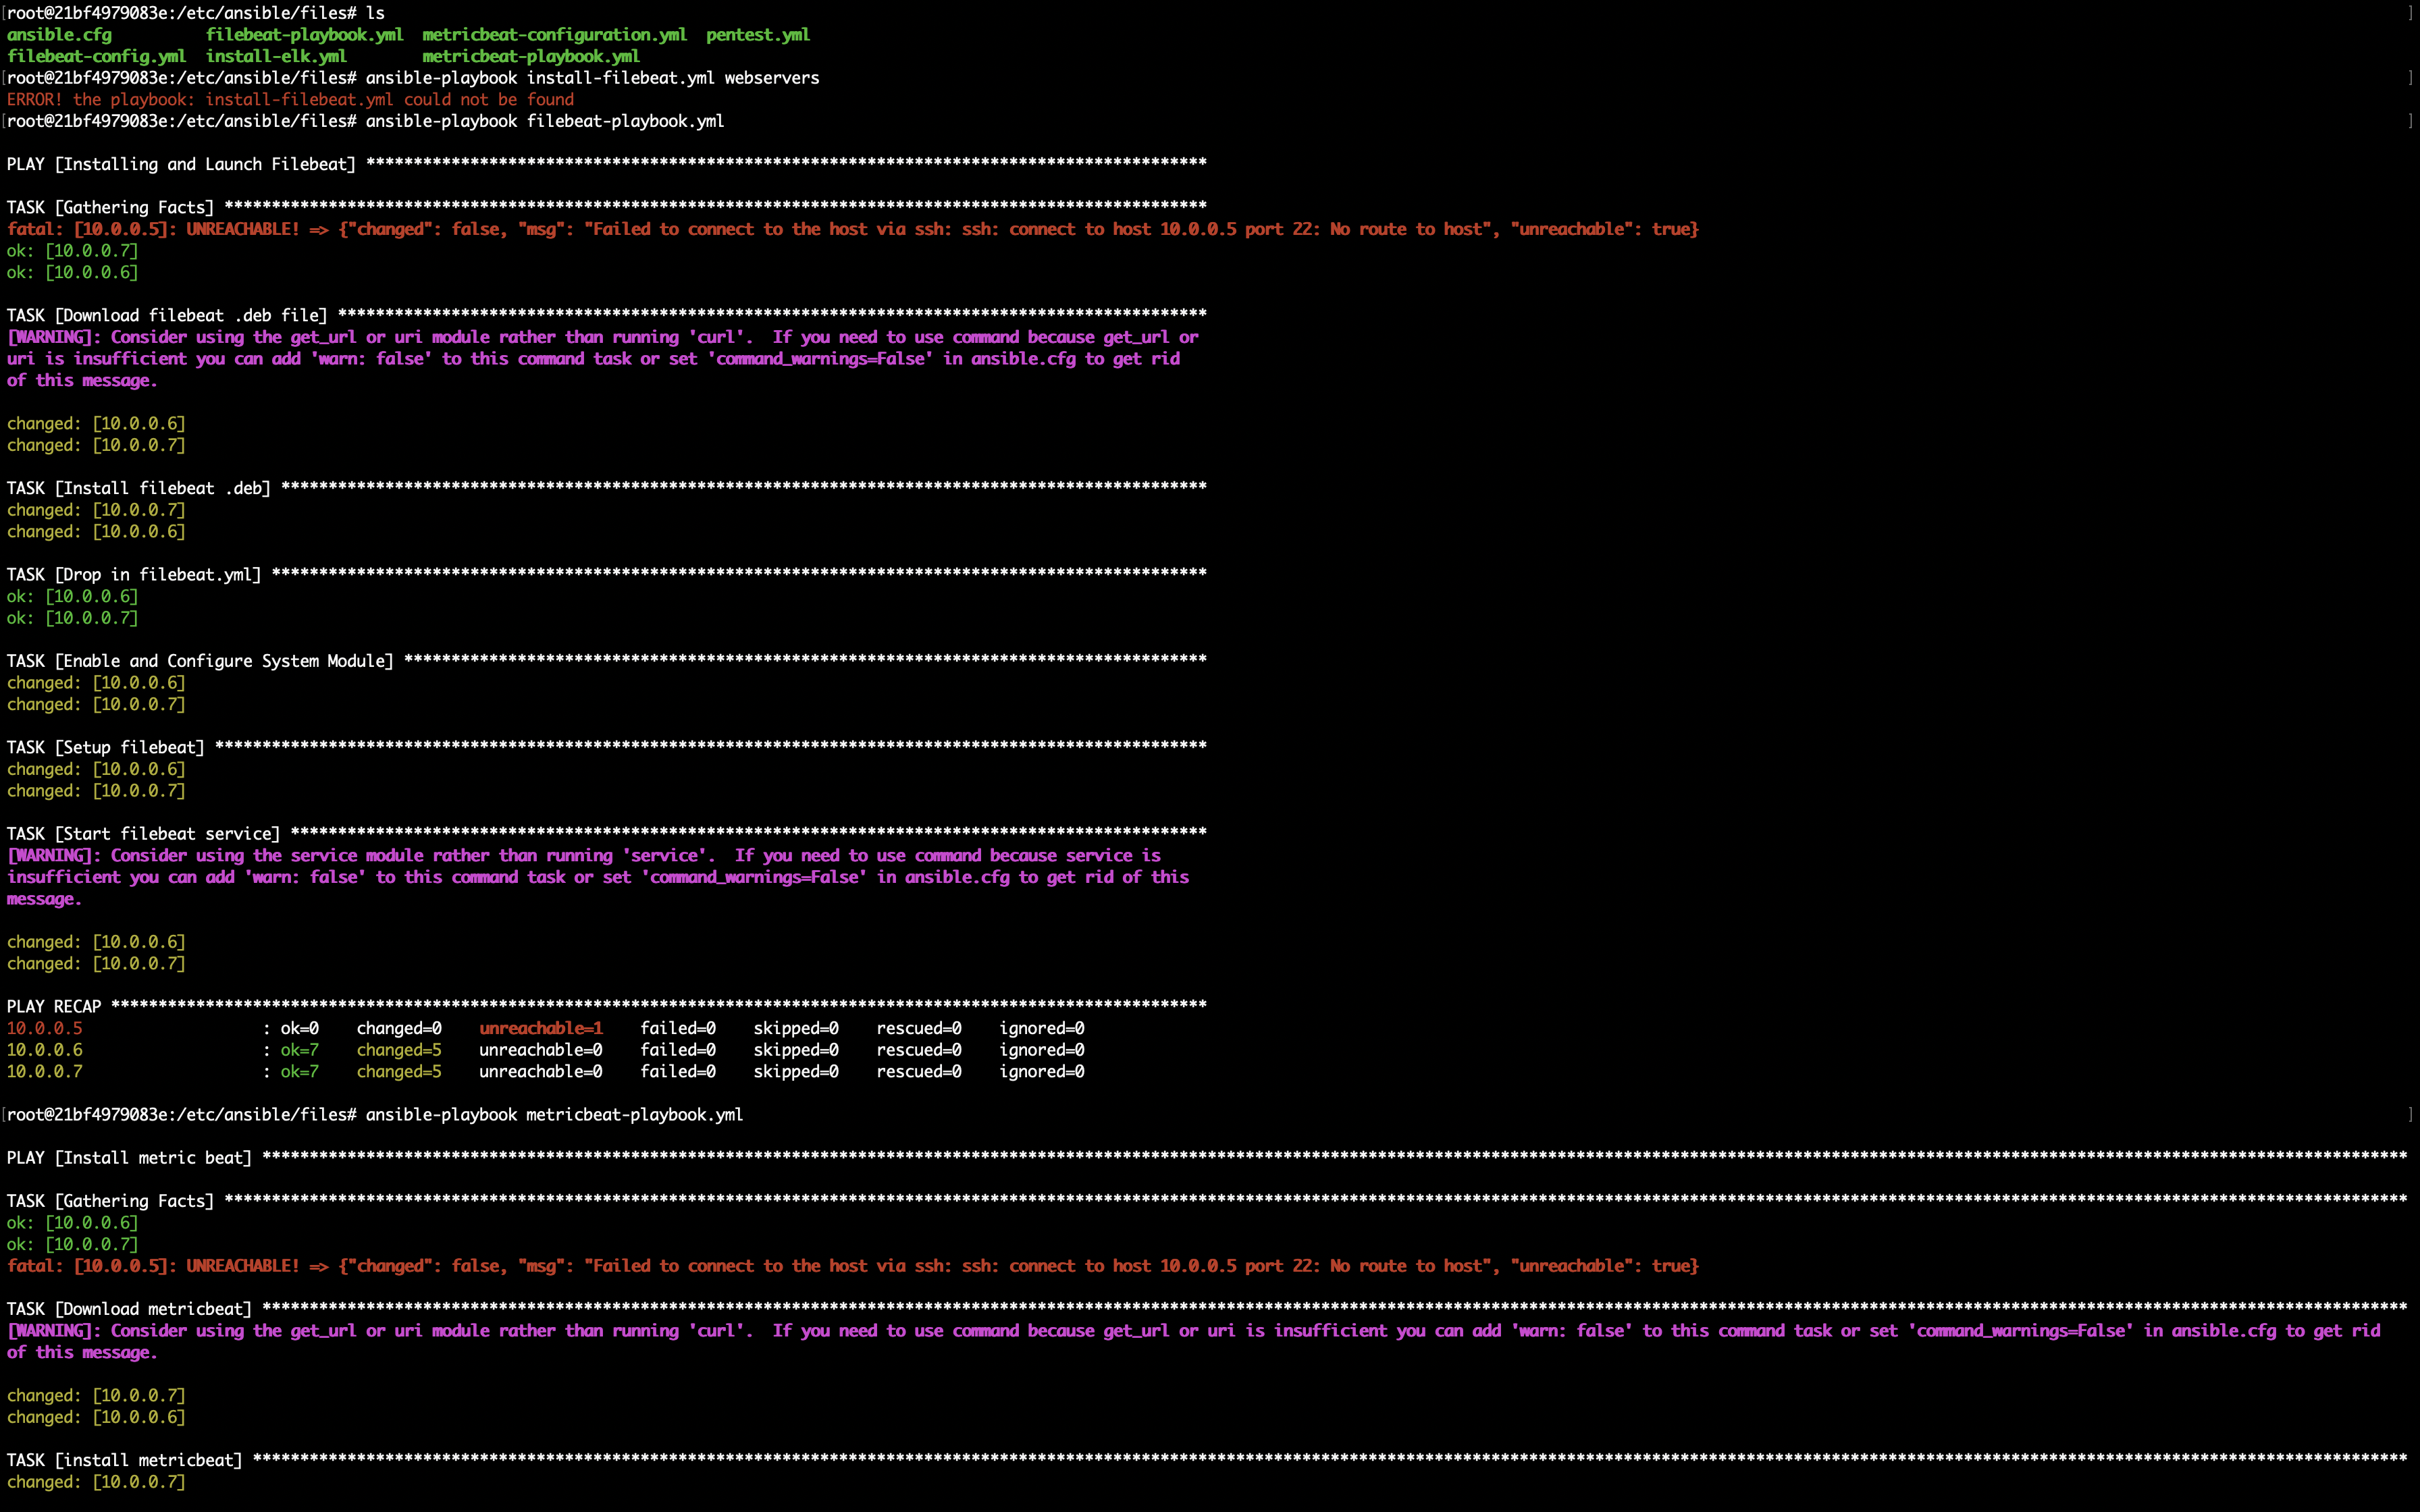 [root@21bf4979083e:/etc/ansible/files# ls ]
ansible.cfg          filebeat-playbook.yml  metricbeat-configuration.yml  pentest.yml
filebeat-config.yml  install-elk.yml        metricbeat-playbook.yml
[root@21bf4979083e:/etc/ansible/files# ansible-playbook install-filebeat.yml webservers ]
ERROR! the playbook: install-filebeat.yml could not be found
[root@21bf4979083e:/etc/ansible/files# ansible-playbook filebeat-playbook.yml ]
PLAY [Installing and Launch Filebeat] *****************************************************************************************
TASK [Gathering Facts] ********************************************************************************************************
fatal: [10.0.0.5]: UNREACHABLE! => {"changed": false, "msg": "Failed to connect to the host via ssh: ssh: connect to host 10.0.0.5 port 22: No route to host", "unreachable": true}
ok: [10.0.0.7]
ok: [10.0.0.6]
TASK [Download filebeat .deb file] ********************************************************************************************
[WARNING]: Consider using the get_url or uri module rather than running 'curl'.  If you need to use command because get_url or
uri is insufficient you can add 'warn: false' to this command task or set 'command_warnings=False' in ansible.cfg to get rid
of this message.
changed: [10.0.0.6]
changed: [10.0.0.7]
TASK [Install filebeat .deb] **************************************************************************************************
changed: [10.0.0.7]
changed: [10.0.0.6]
TASK [Drop in filebeat.yml] ***************************************************************************************************
ok: [10.0.0.6]
ok: [10.0.0.7]
TASK [Enable and Configure System Module] *************************************************************************************
changed: [10.0.0.6]
changed: [10.0.0.7]
TASK [Setup filebeat] *********************************************************************************************************
changed: [10.0.0.6]
changed: [10.0.0.7]
TASK [Start filebeat service] *************************************************************************************************
[WARNING]: Consider using the service module rather than running 'service'.  If you need to use command because service is
insufficient you can add 'warn: false' to this command task or set 'command_warnings=False' in ansible.cfg to get rid of this
message.
changed: [10.0.0.6]
changed: [10.0.0.7]
PLAY RECAP ********************************************************************************************************************
10.0.0.5                   : ok=0    changed=0    unreachable=1    failed=0    skipped=0    rescued=0    ignored=0
10.0.0.6                   : ok=7    changed=5    unreachable=0    failed=0    skipped=0    rescued=0    ignored=0
10.0.0.7                   : ok=7    changed=5    unreachable=0    failed=0    skipped=0    rescued=0    ignored=0
[root@21bf4979083e:/etc/ansible/files# ansible-playbook metricbeat-playbook.yml ]
PLAY [Install metric beat] ***********************************************************************************************************************************************************************************************************************************
TASK [Gathering Facts] ***************************************************************************************************************************************************************************************************************************************
ok: [10.0.0.6]
ok: [10.0.0.7]
fatal: [10.0.0.5]: UNREACHABLE! => {"changed": false, "msg": "Failed to connect to the host via ssh: ssh: connect to host 10.0.0.5 port 22: No route to host", "unreachable": true}
TASK [Download metricbeat] ***********************************************************************************************************************************************************************************************************************************
[WARNING]: Consider using the get_url or uri module rather than running 'curl'.  If you need to use command because get_url or uri is insufficient you can add 'warn: false' to this command task or set 'command_warnings=False' in ansible.cfg to get rid
of this message.
changed: [10.0.0.7]
changed: [10.0.0.6]
TASK [install metricbeat] ************************************************************************************************************************************************************************************************************************************
changed: [10.0.0.7]